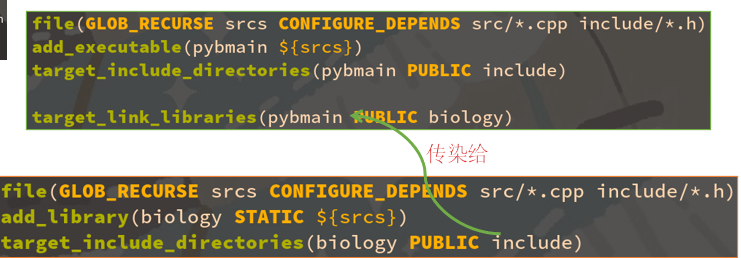 file(GLOB_RECURSE srcs CONFIGURE_DEPENDS src/*.cpp include/*.h)
add_executable(pybmain ${srcs})
target_include_directories(pybmain PUBLIC include)
target_link_libraries(pybmain PUBLIC biology)
传染给
file(GLOB_RECURSE srcs CONFIGURE_DEPENDS src/*.cpp include/*.h)
add_library(biology STATIC ${srcs})
target_include_directories(biology PUBLIC include)